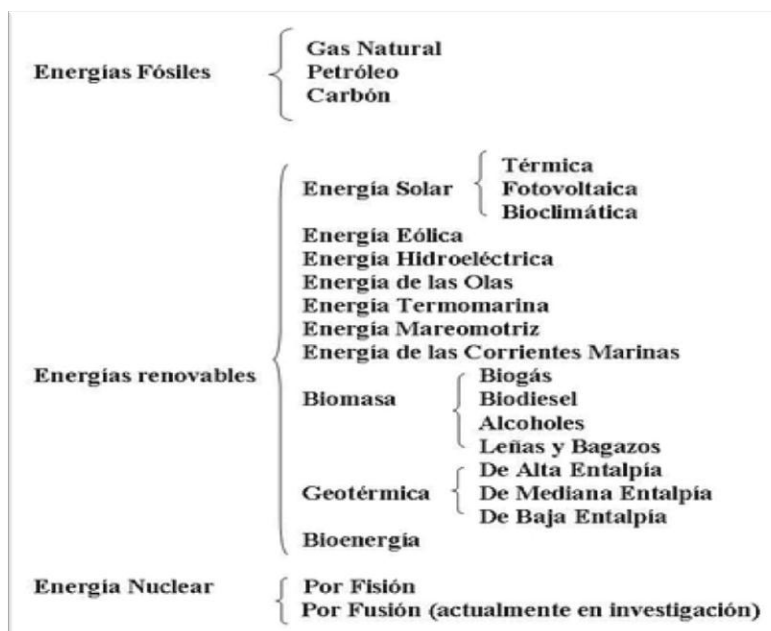 Gas Natural
Energías Fósiles
Petróleo
Carbón
Térmica
Energía Solar
Fotovoltaica
Bioclimática
Energía Eólica
Energía Hidroeléctrica
Energía de las Olas
Energía Termomarina
Energía Mareomotriz
Energía de las Corrientes Marinas
Energías renovables
Biogás
Biomasa
Biodiesel
Alcoholes
Leñas y Bagazos
De Alta Entalpía
Geotérmica
De Mediana Entalpía
De Baja Entalpía
Bioenergía
Energía Nuclear
Por Fisión
Por Fusión (actualmente en investigación)